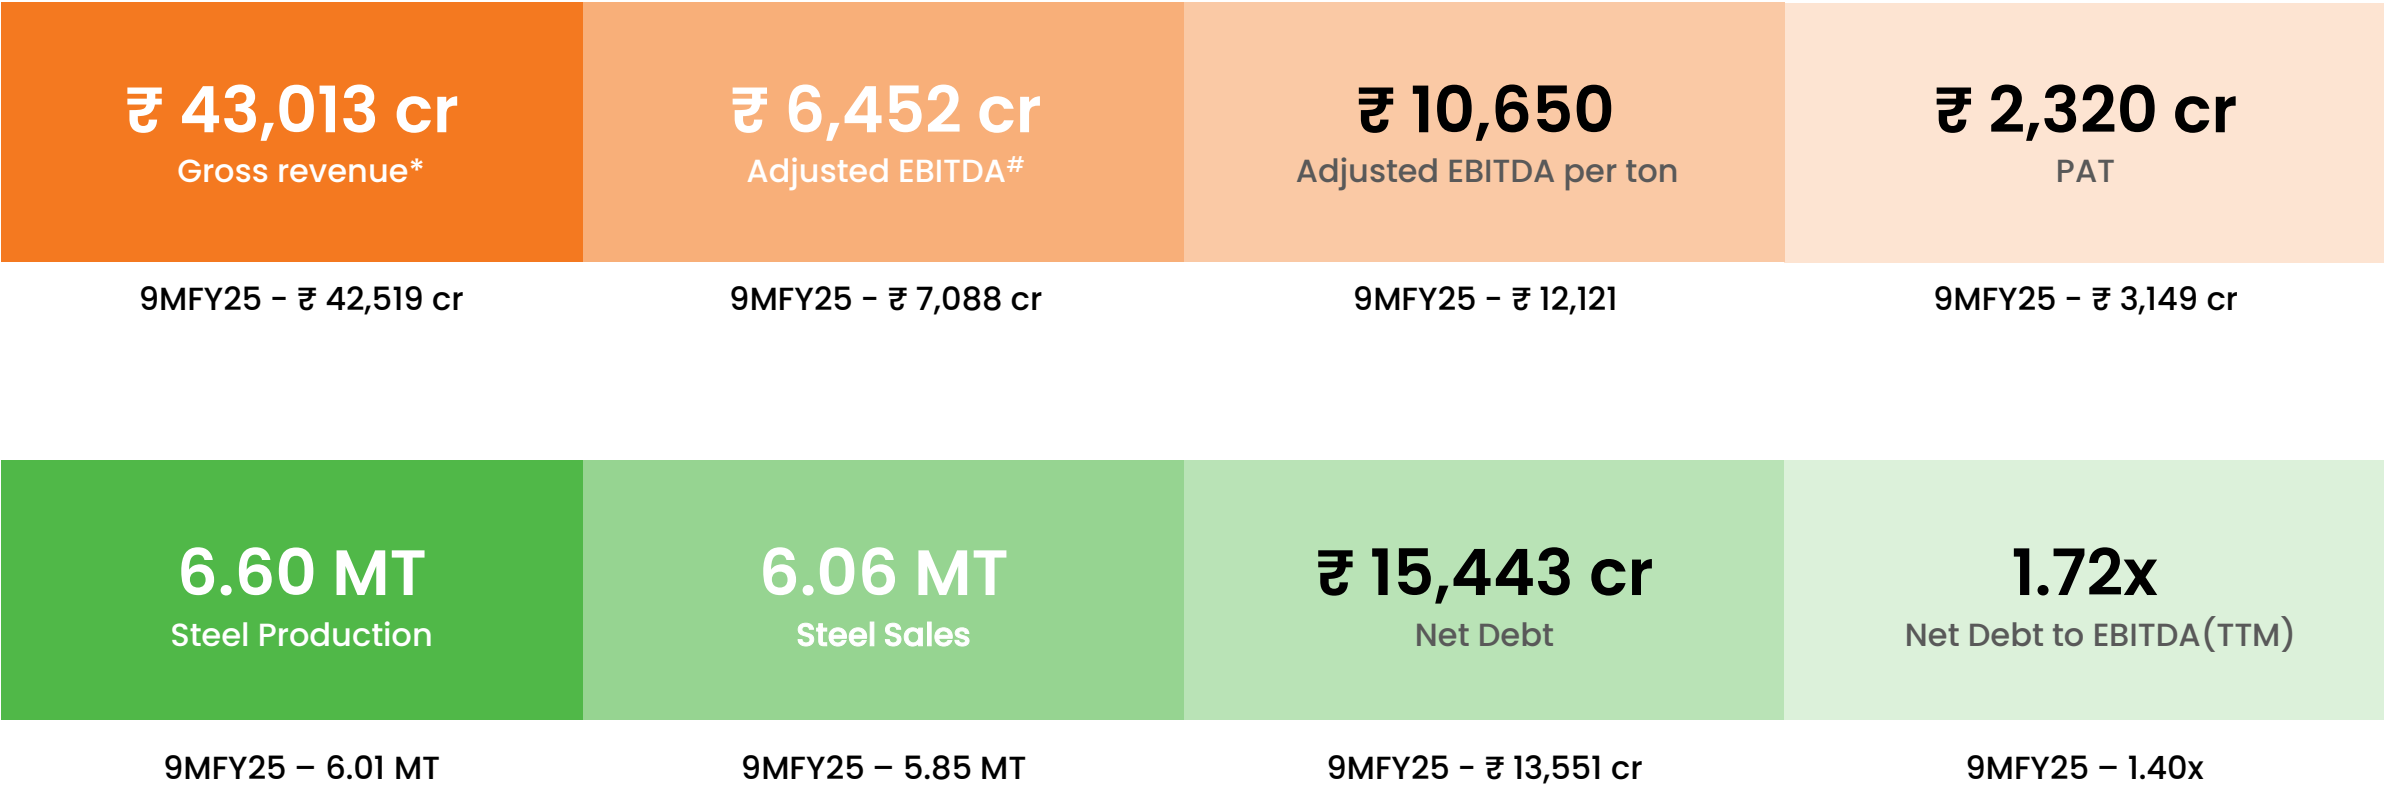 ₹ 43,013 cr
Gross revenue*
9MFY25 - ₹ 42,519 cr
₹ 6,452 cr
Adjusted EBITDA#
9MFY25 - ₹ 7,088 cr
₹ 10,650
Adjusted EBITDA per ton
9MFY25 - ₹ 12,121
₹ 2,320 cr
PAT
9MFY25 - ₹ 3,149 cr
6.60 MT
Steel Production
9MFY25 – 6.01 MT
6.06 MT
Steel Sales
9MFY25 – 5.85 MT
₹ 15,443 cr
Net Debt
9MFY25 - ₹ 13,551 cr
1.72x
Net Debt to EBITDA(TTM)
9MFY25 – 1.40x